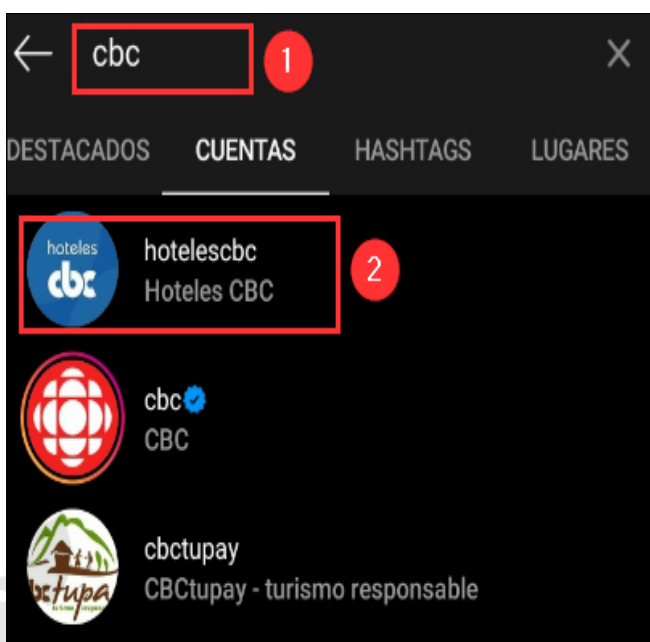 cbc
1
DESTACADOS CUENTAS HASHTAGS LUGARES
hoteles
cbc
hotelescbc
Hoteles CBC
2
cbc
CBC
cbctupay
CBCtupay - turismo responsable